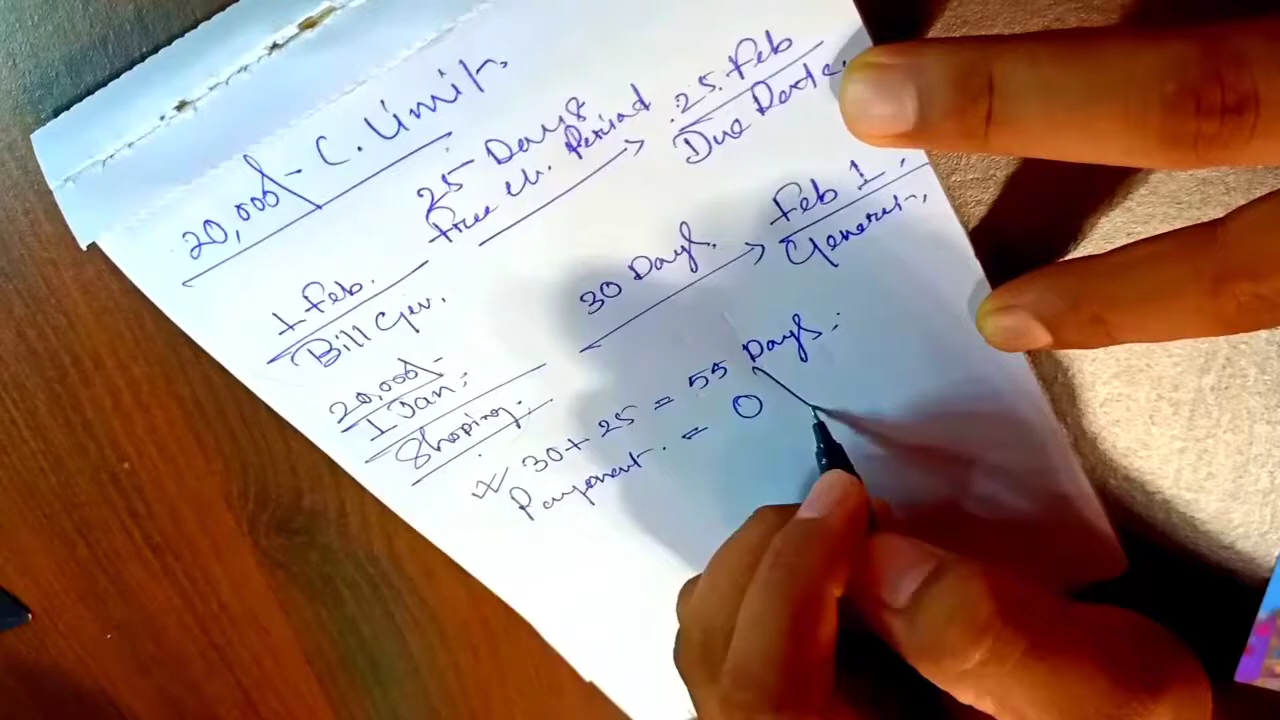 20,000/- C. Limit.
25 Days
Free Cr. Period
25. Feb
Due Date.
1 Feb.
Bill Gen.
30 Days.
Feb 1.
Generat.
20,000/-
1 Jan:
Shoping:
30+25 = 55 Days.
Payment. = 0